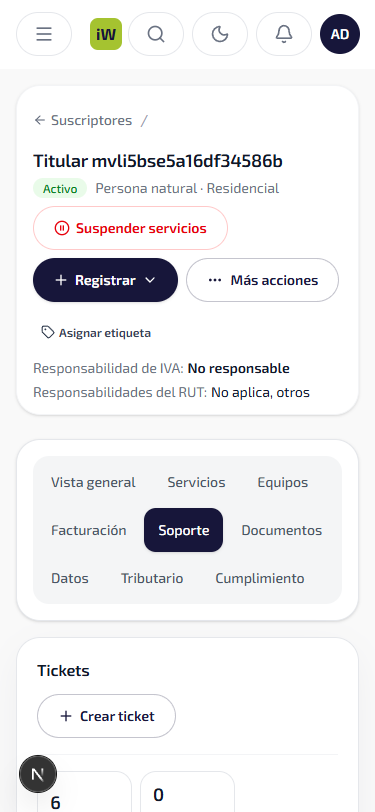 iW
AD
← Suscriptores /
Titular mvli5bse5a16df34586b
Activo Persona natural · Residencial
Suspender servicios
+ Registrar
Más acciones
Asignar etiqueta
Responsabilidad de IVA: No responsable
Responsabilidades del RUT: No aplica, otros
Vista general Servicios Equipos
Facturación Soporte Documentos
Datos Tributario Cumplimiento
Tickets
+ Crear ticket
N
6
0